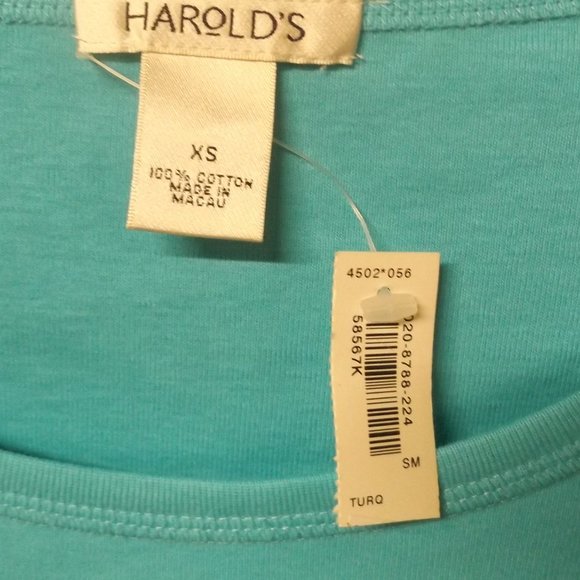 HAROLD'S
XS
100% COTTON
MADE IN
MACAU
4502*056
020-8788-224
58567K
SM
TURQ